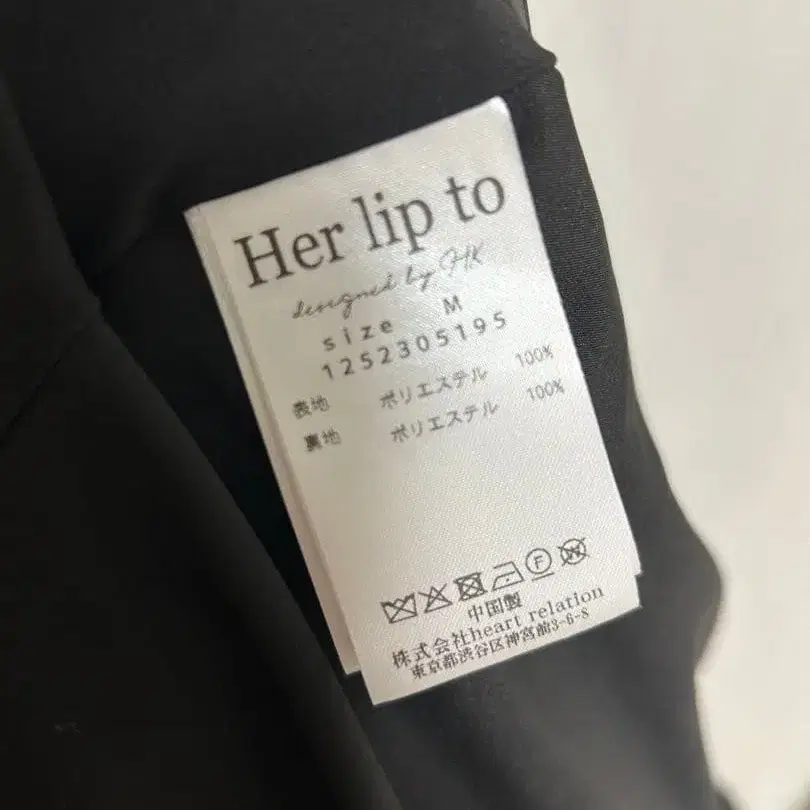 Her lip to
designed by HK
size M
1252305195
表地 ポリエステル 100%
裏地 ポリエステル 100%
中国製
株式会社heart relation
東京都渋谷区神宮前3-6-8